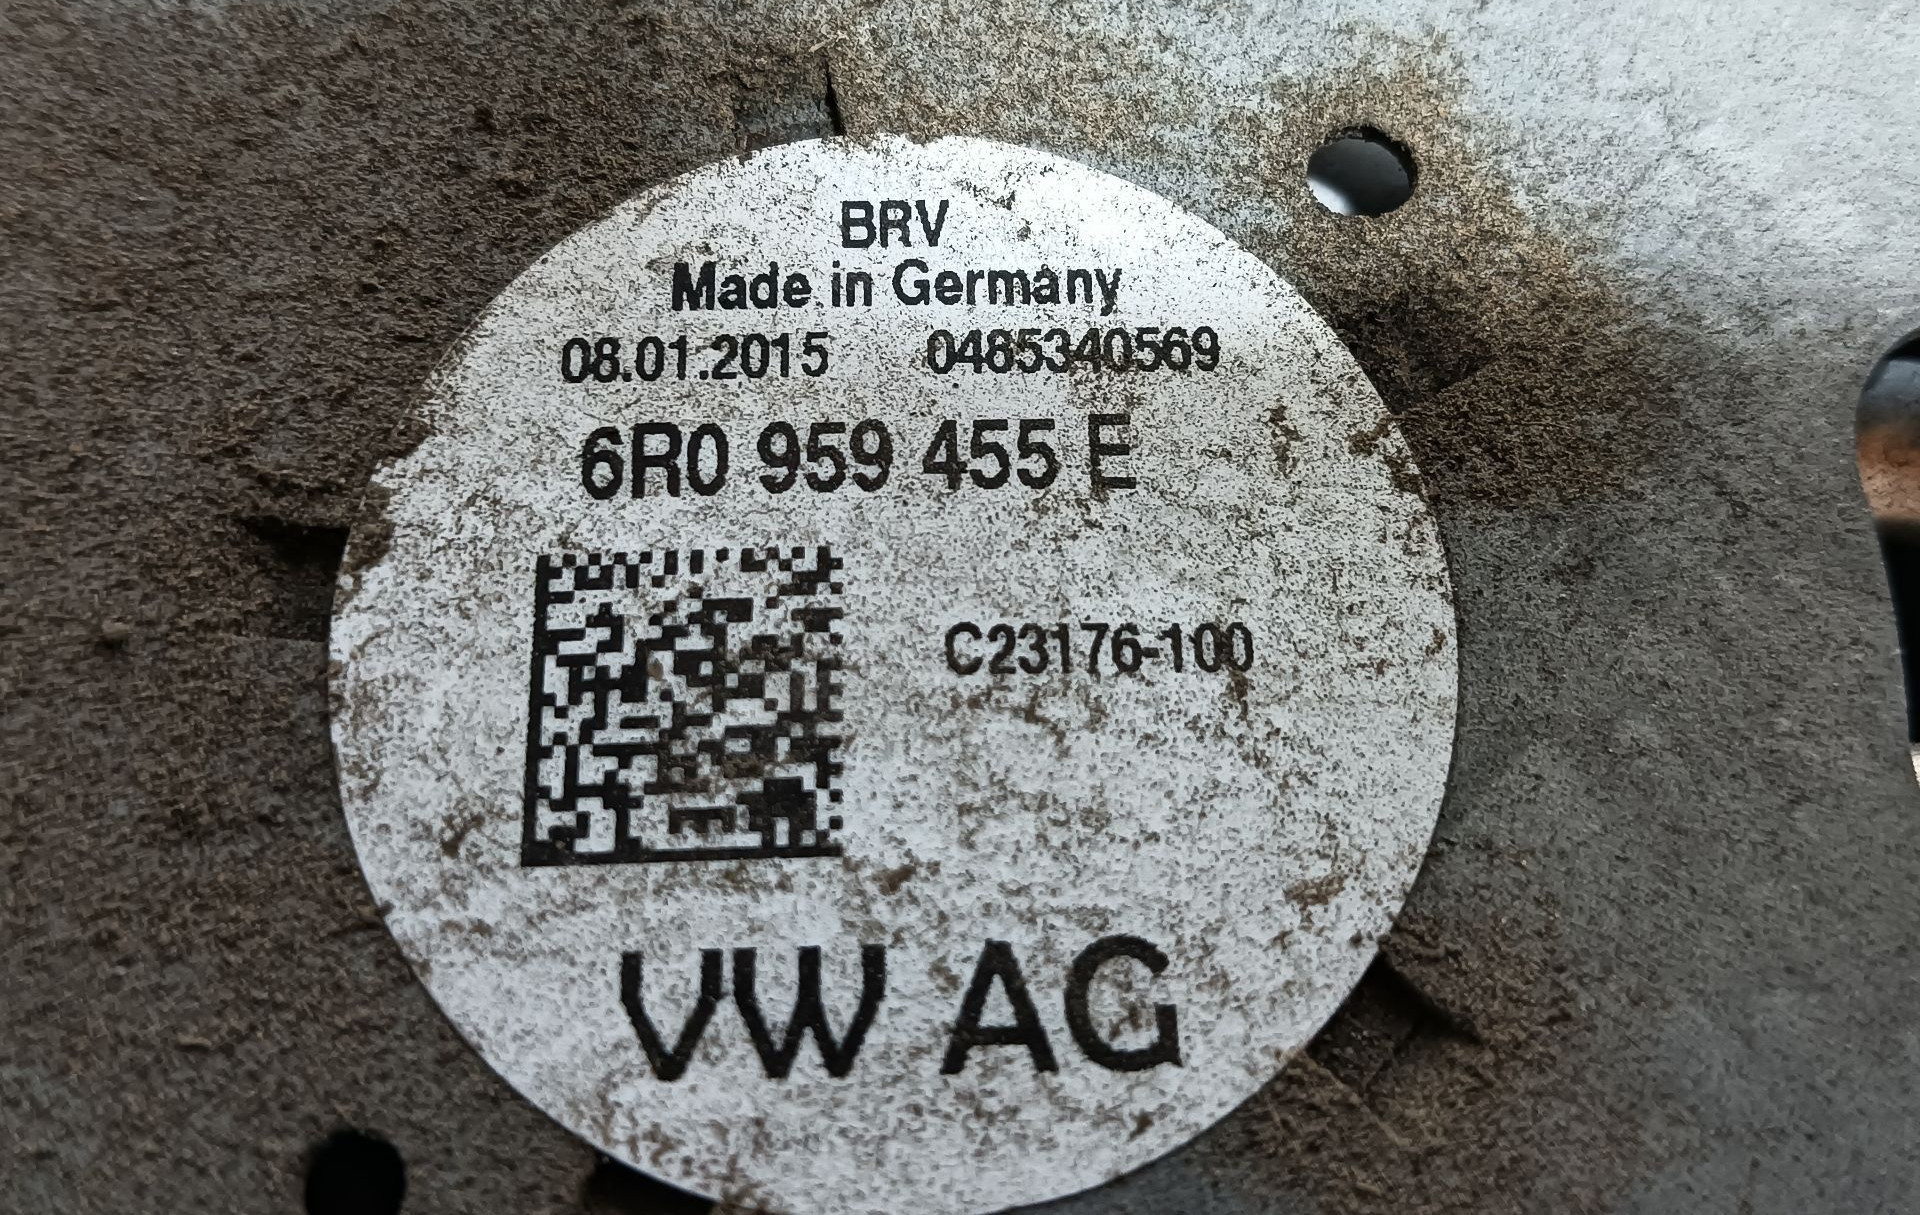 BRV
Made in Germany
08.01.2015 0485340569
6R0 959 455 E
C23176-100
VW AG